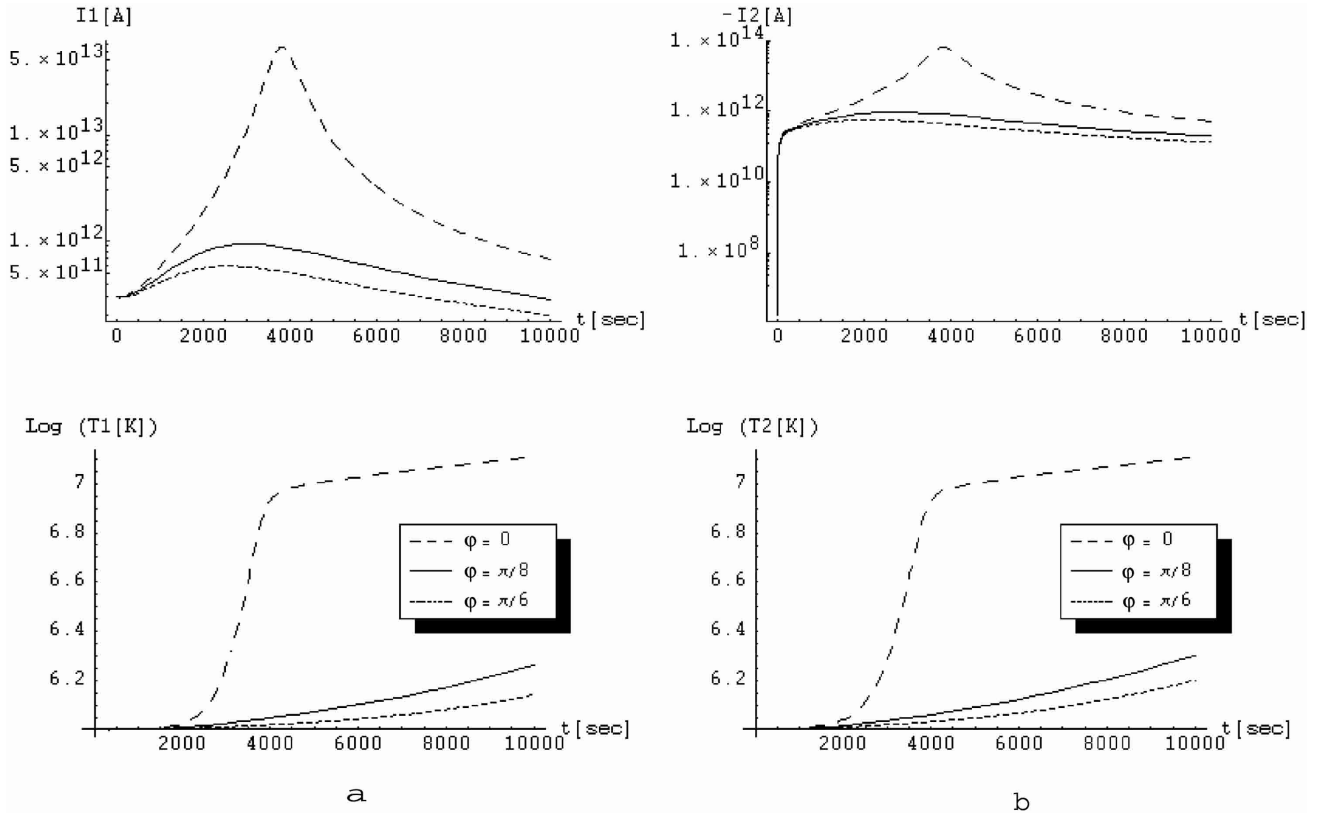 I1[A]
5. × 10^13
1. × 10^13
5. × 10^12
1. × 10^12
5. × 10^11
0 2000 4000 6000 8000 10000
t[sec]
-I2[A]
1. × 10^14
1. × 10^12
1. × 10^10
1. × 10^8
0 2000 4000 6000 8000 10000
t[sec]
Log (T1[K])
7
6.8
6.6
6.4
6.2
2000 4000 6000 8000 10000
t[sec]
φ = 0
φ = π/8
φ = π/6
a
Log (T2[K])
7
6.8
6.6
6.4
6.2
2000 4000 6000 8000 10000
t[sec]
φ = 0
φ = π/8
φ = π/6
b